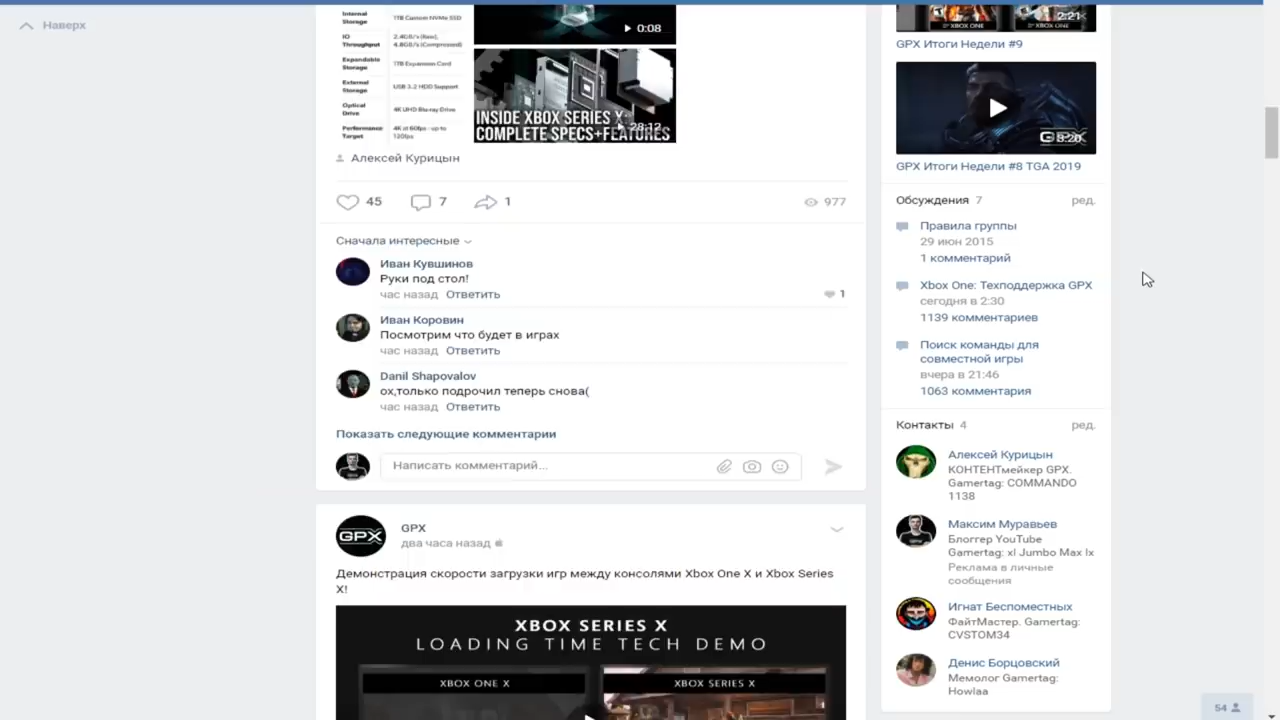 Наверх
Internal
Storage
1TB Custom NVMe SSD
IO
Throughput
2.4GB/s (Raw),
4.8GB/s (Compressed)
Expandable
Storage
1TB Expansion Card
External
Storage
USB 3.2 HDD Support
Optical
Drive
4K UHD Blu-ray Drive
Performance
Target
4K at 60fps - up to
120fps
0:08
INSIDE XBOX SERIES X:
COMPLETE SPECS+FEATURES
28:12
Алексей Курицын
45
7
1
977
Сначала интересные
Иван Кувшинов
Руки под стол!
час назад Ответить
1
Иван Коровин
Посмотрим что будет в играх
час назад Ответить
Danil Shapovalov
ох,только подрочил теперь снова(
час назад Ответить
Показать следующие комментарии
Написать комментарий...
GPX
GPX
два часа назад
Демонстрация скорости загрузки игр между консолями Xbox One X и Xbox Series
X!
XBOX SERIES X
LOADING TIME TECH DEMO
XBOX ONE X
XBOX SERIES X
XBOX ONE
XBOX ONE
2:21
GPX Итоги Недели #9
GPX
3:20
GPX Итоги Недели #8 TGA 2019
Обсуждения 7
ред.
Правила группы
29 июн 2015
1 комментарий
Xbox One: Техподдержка GPX
сегодня в 2:30
1139 комментариев
Поиск команды для
совместной игры
вчера в 21:46
1063 комментария
Контакты 4
ред.
Алексей Курицын
КОНТЕНТмейкер GPX.
Gamertag: COMMANDO
1138
Максим Муравьев
Блоггер YouTube
Gamertag: xl Jumbo Max lx
Реклама в личные
сообщения
Игнат Беспоместных
ФайтМастер. Gamertag:
CVSTOM34
Денис Борцовский
Мемолог Gamertag:
Howlaa
54